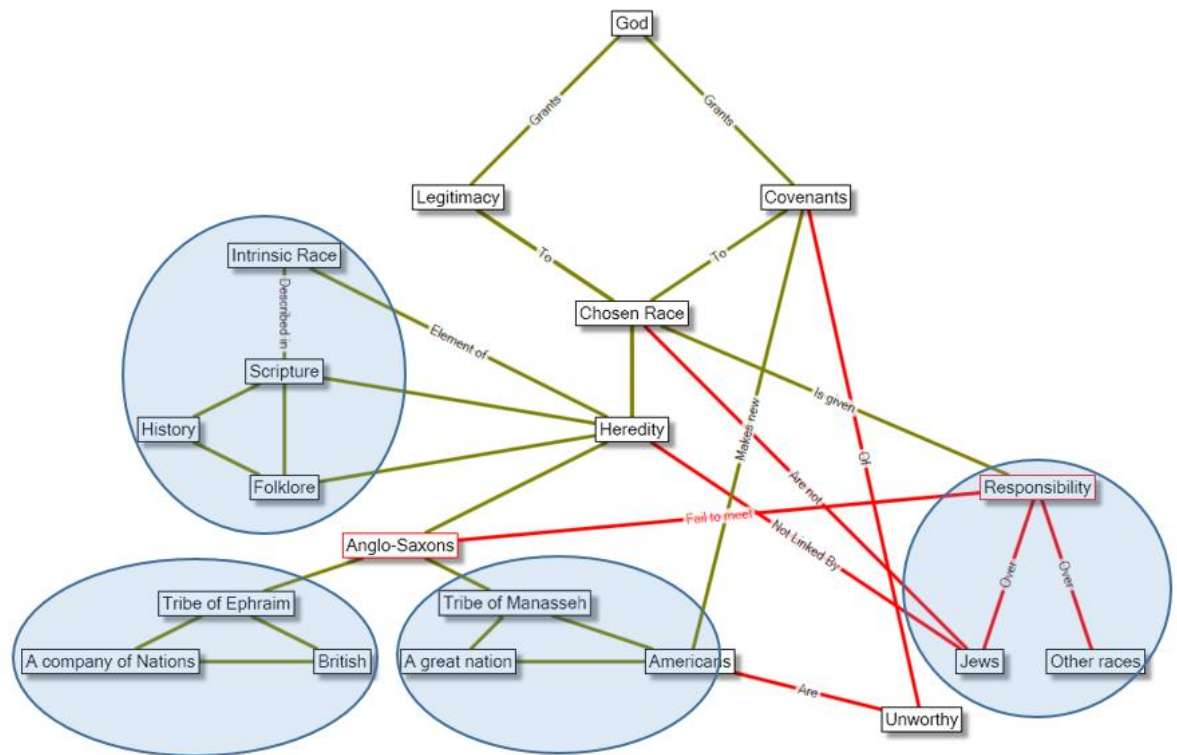 God
Grants
Grants
Legitimacy
Covenants
To
To
Intrinsic Race
Described in
Element of
Chosen Race
Is given
Scripture
Makes new
Of
History
Heredity
Are not
Folklore
Responsibility
Fail to meet
Not Linked By
Anglo-Saxons
Over
Over
Tribe of Ephraim
Tribe of Manasseh
A company of Nations
British
A great nation
Americans
Jews
Other races
Are
Unworthy